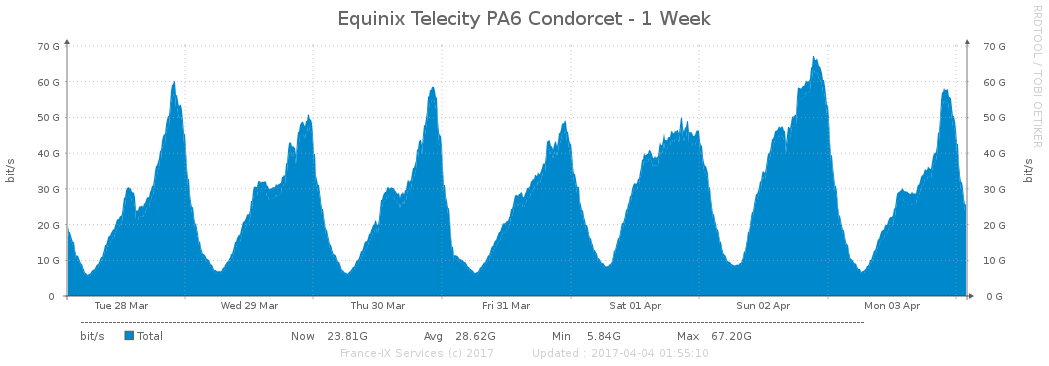 Equinix Telecity PA6 Condorcet - 1 Week
RRDTOOL / TOBI OETIKER
bit/s
70 G
60 G
50 G
40 G
30 G
20 G
10 G
0
70 G
60 G
50 G
40 G
30 G
20 G
10 G
0 G
bit/s
Tue 28 Mar Wed 29 Mar Thu 30 Mar Fri 31 Mar Sat 01 Apr Sun 02 Apr Mon 03 Apr
bit/s Total Now 23.81G Avg 28.62G Min 5.84G Max 67.20G
France-IX Services (c) 2017 Updated : 2017-04-04 01:55:10